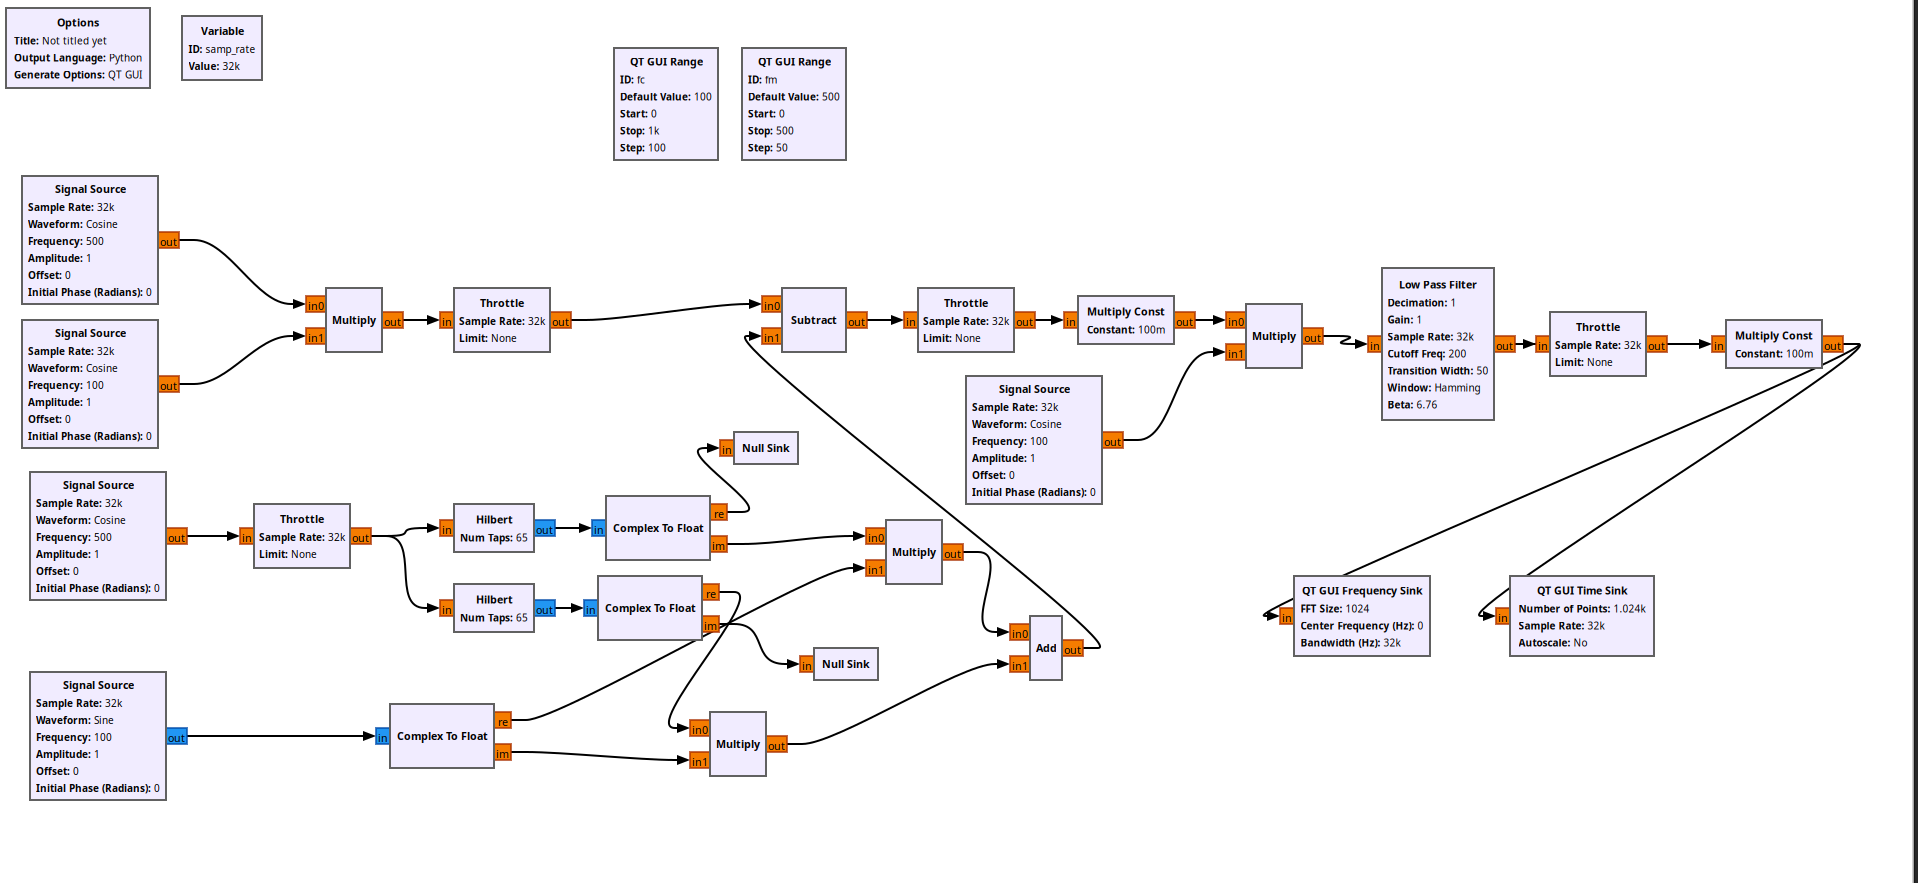 Options
Title: Not titled yet
Output Language: Python
Generate Options: QT GUI
Variable
ID: samp_rate
Value: 32k
QT GUI Range
ID: fc
Default Value: 100
Start: 0
Stop: 1k
Step: 100
QT GUI Range
ID: fm
Default Value: 500
Start: 0
Stop: 500
Step: 50
Signal Source
Sample Rate: 32k
Waveform: Cosine
Frequency: 500
Amplitude: 1
Offset: 0
Initial Phase (Radians): 0
out
Signal Source
Sample Rate: 32k
Waveform: Cosine
Frequency: 100
Amplitude: 1
Offset: 0
Initial Phase (Radians): 0
out
in0
in1
Multiply
out
in
Throttle
Sample Rate: 32k
Limit: None
out
in0
in1
Subtract
out
in
Throttle
Sample Rate: 32k
Limit: None
out
in
Multiply Const
Constant: 100m
out
in0
in1
Multiply
out
in
Low Pass Filter
Decimation: 1
Gain: 1
Sample Rate: 32k
Cutoff Freq: 200
Transition Width: 50
Window: Hamming
Beta: 6.76
out
in
Throttle
Sample Rate: 32k
Limit: None
out
in
Multiply Const
Constant: 100m
out
Signal Source
Sample Rate: 32k
Waveform: Cosine
Frequency: 100
Amplitude: 1
Offset: 0
Initial Phase (Radians): 0
out
in
Null Sink
Signal Source
Sample Rate: 32k
Waveform: Cosine
Frequency: 500
Amplitude: 1
Offset: 0
Initial Phase (Radians): 0
out
in
Throttle
Sample Rate: 32k
Limit: None
out
in
Hilbert
Num Taps: 65
out
in
Complex To Float
re
im
in
Hilbert
Num Taps: 65
out
in
Complex To Float
re
im
in0
in1
Multiply
out
in
Null Sink
in0
in1
Add
out
in
QT GUI Frequency Sink
FFT Size: 1024
Center Frequency (Hz): 0
Bandwidth (Hz): 32k
in
QT GUI Time Sink
Number of Points: 1.024k
Sample Rate: 32k
Autoscale: No
Signal Source
Sample Rate: 32k
Waveform: Sine
Frequency: 100
Amplitude: 1
Offset: 0
Initial Phase (Radians): 0
out
in
Complex To Float
re
im
in0
in1
Multiply
out